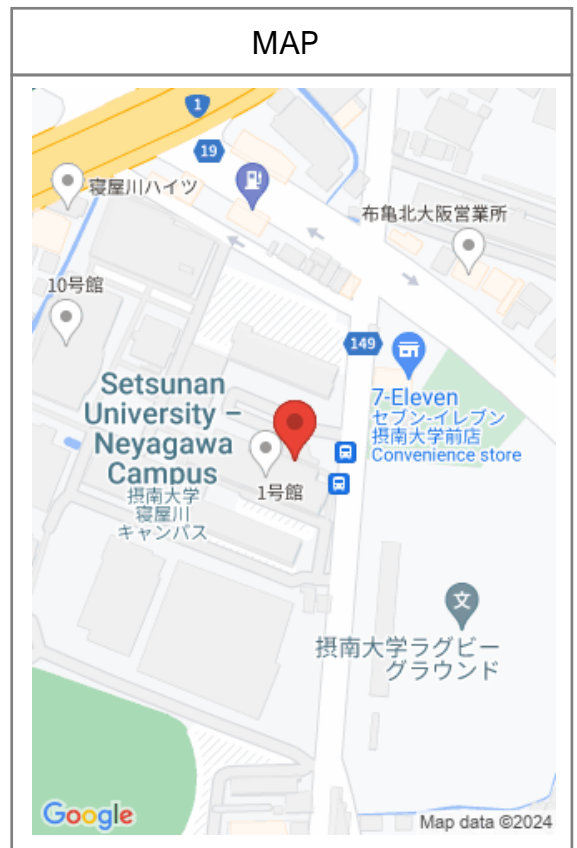 MAP
1
19
寝屋川ハイツ
布亀北大阪営業所
10号館
149
7-Eleven
セブン-イレブン
摂南大学前店
Convenience store
Setsunan
University –
Neyagawa
Campus
摂南大学
寝屋川
キャンパス
1号館
文
摂南大学ラグビー
グラウンド
Google
Map data ©2024